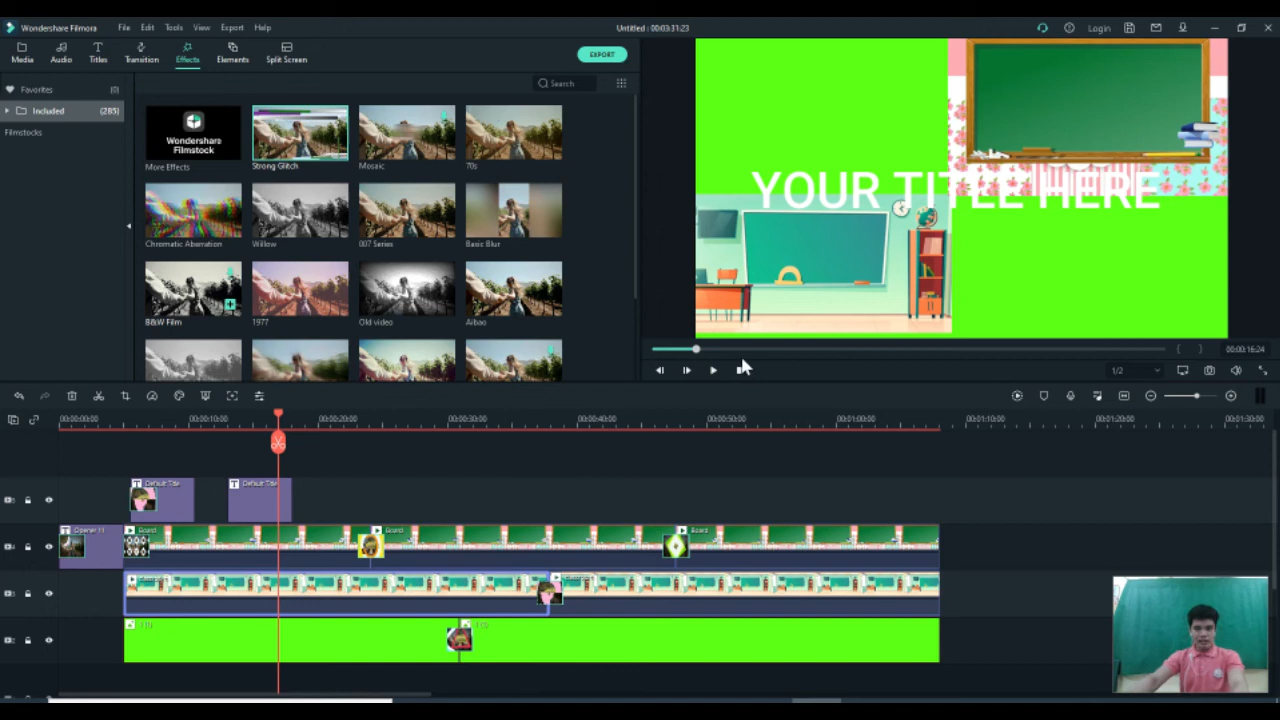 Wondershare Filmora File Edit Tools View Export Help Untitled : 00:03:31:23 Login
Media Audio Titles Transition Effects Elements Split Screen EXPORT
Favorites (0) Search
Included (285)
Filmstocks
Wondershare
Filmstock
More Effects Strong Glitch Mosaic 70s
Chromatic Aberration Willow 007 Series Basic Blur
B&W Film 1977 Old video Aibao
YOUR TITLE HERE
00:00:16:24
1/2
00:00:00:00 00:00:10:00 00:00:20:00 00:00:30:00 00:00:40:00 00:00:50:00 00:01:00:00 00:01:10:00 00:01:20:00 00:01:30:00
Default Title Default Title
Opener 11 Board Board Board